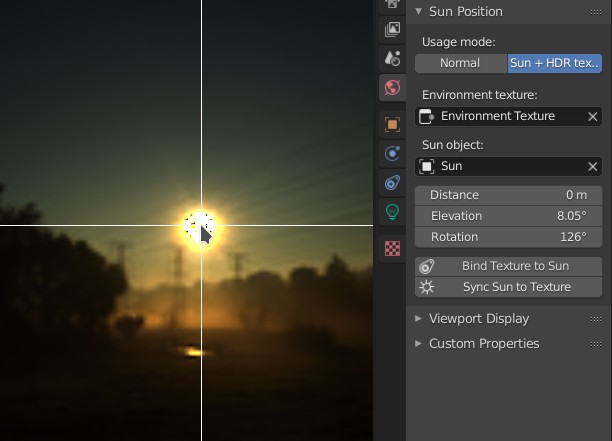 Sun Position
Usage mode:
Normal
Sun + HDR tex..
Environment texture:
Environment Texture
Sun object:
Sun
Distance 0 m
Elevation 8.05°
Rotation 126°
Bind Texture to Sun
Sync Sun to Texture
Viewport Display
Custom Properties